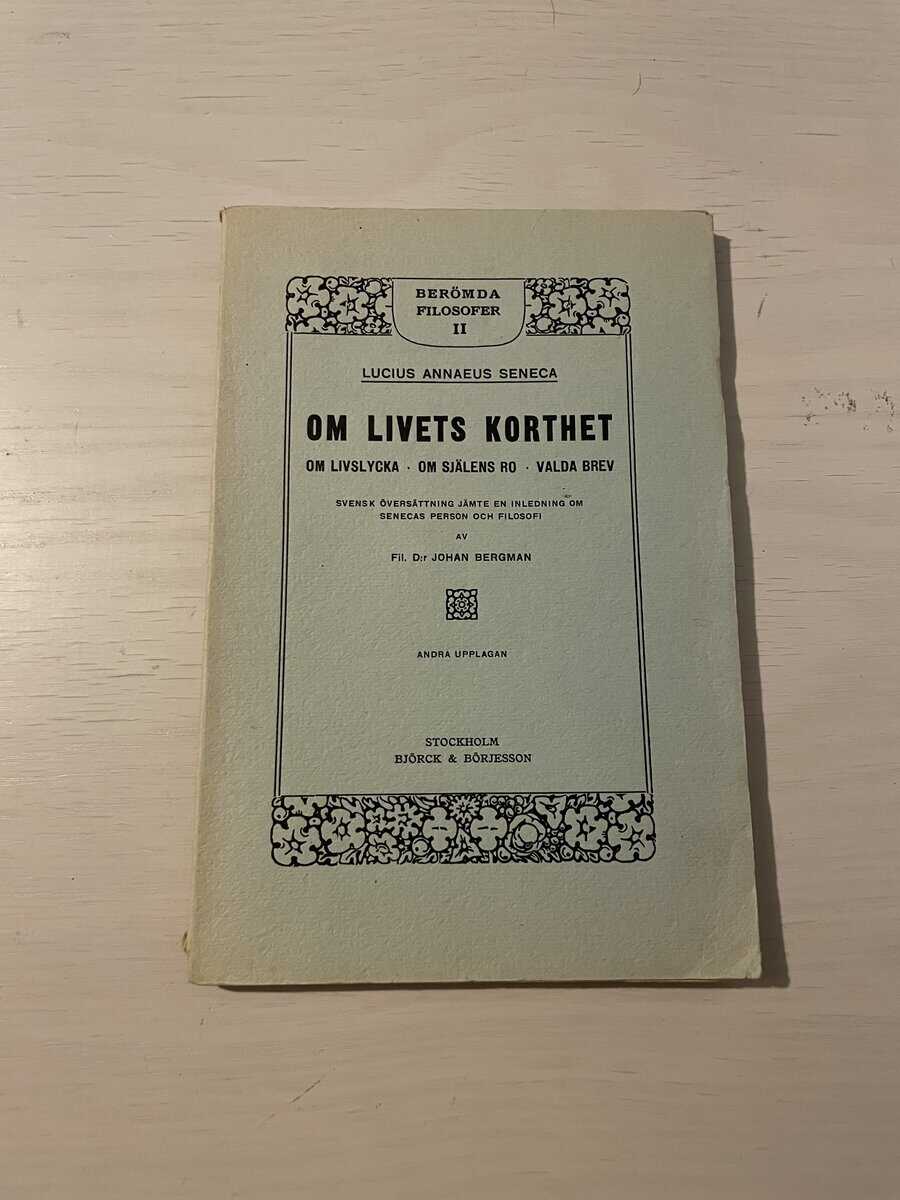 BERÖMDA
FILOSOFER
II
LUCIUS ANNAEUS SENECA
OM LIVETS KORTHET
OM LIVSLYCKA · OM SJÄLENS RO · VALDA BREV
SVENSK ÖVERSÄTTNING JÄMTE EN INLEDNING OM
SENECAS PERSON OCH FILOSOFI
AV
Fil. D:r JOHAN BERGMAN
ANDRA UPPLAGAN
STOCKHOLM
BJÖRCK & BÖRJESSON